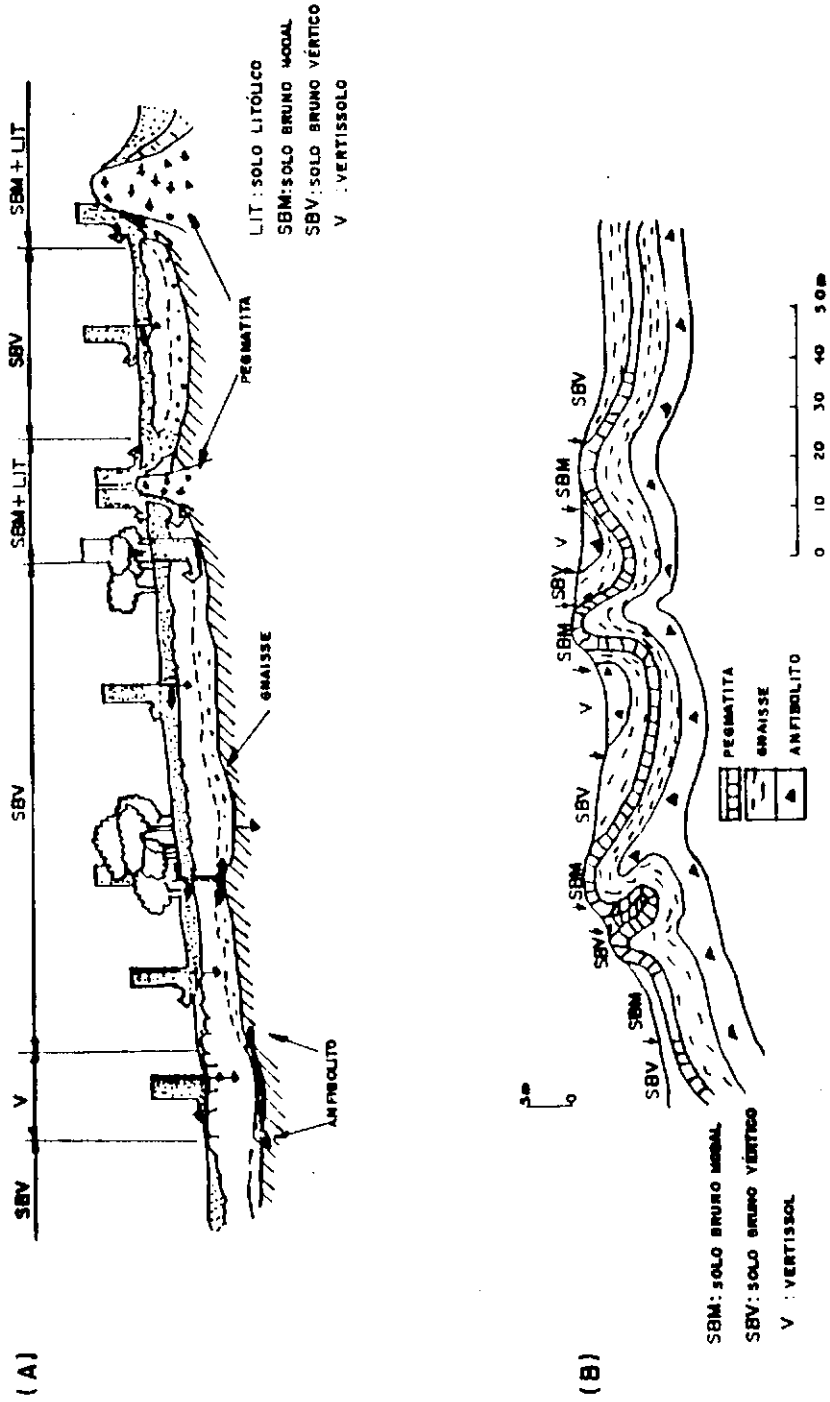 (A)
SBV
V
SBV
SBM + LIT
SBV
SBM + LIT
ANFIBOLITO
GNAISSE
PEGMATITA
LIT : SOLO LITÓLICO
SBM: SOLO BRUNO MODAL
SBV: SOLO BRUNO VÉRTICO
V : VERTISSOLO
(B)
5m
0
SBV
SBM
SBV
SBM
SBV
V
SBM
SBV
V
SBM
SBV
SBM: SOLO BRUNO MODAL
SBV: SOLO BRUNO VÉRTICO
V : VERTISSOL
PEGMATITA
GNAISSE
ANFIBOLITO
0 10 20 30 40 50m